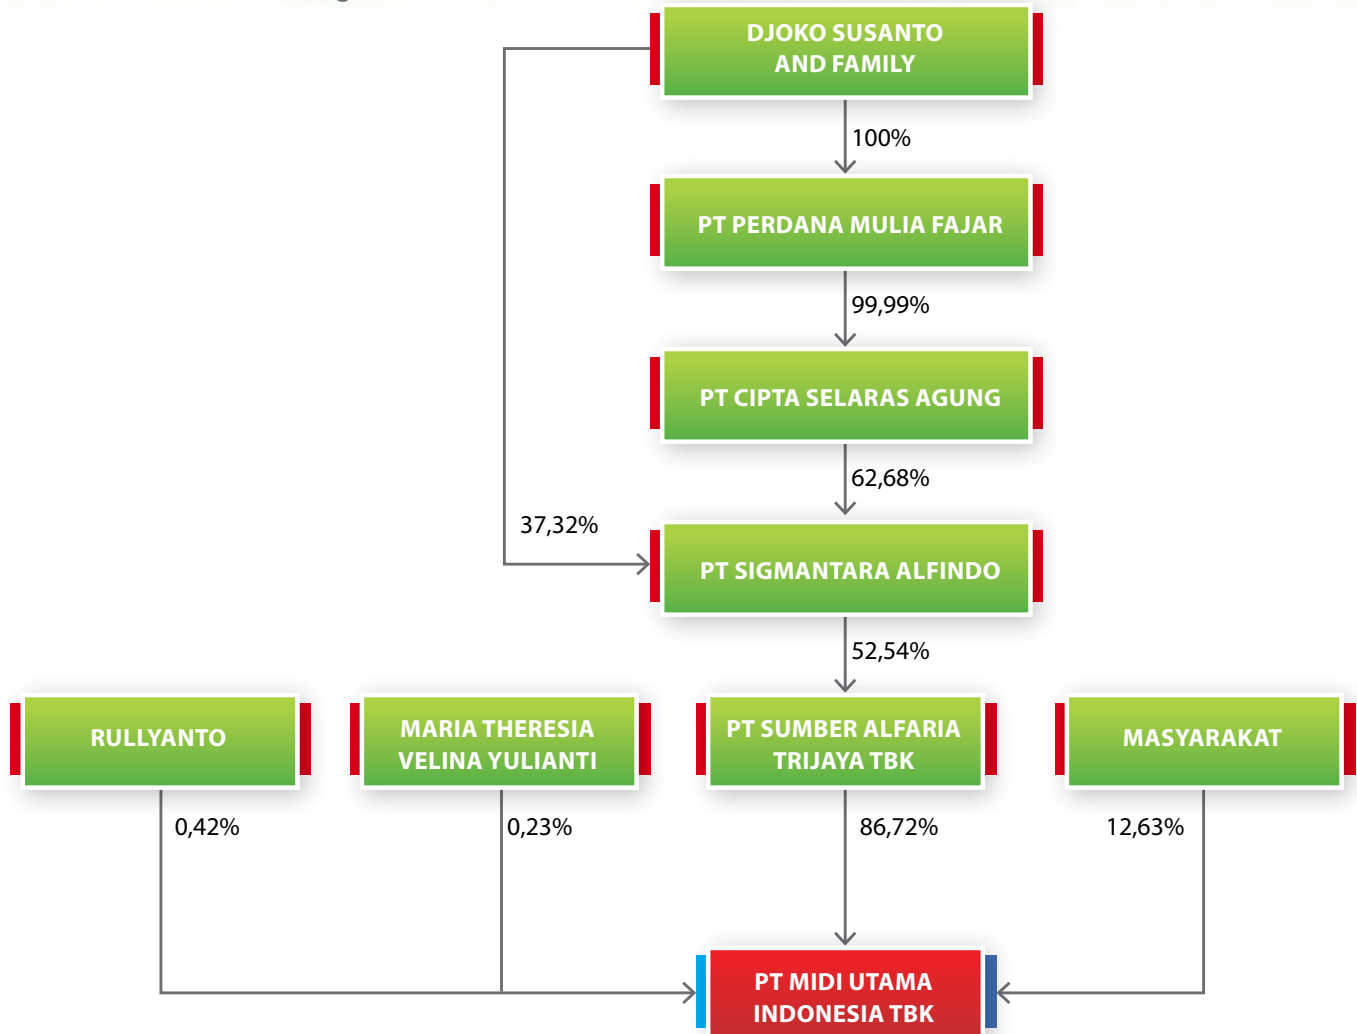 DJOKO SUSANTO
AND FAMILY
100%
PT PERDANA MULIA FAJAR
99,99%
PT CIPTA SELARAS AGUNG
62,68%
37,32%
PT SIGMANTARA ALFINDO
52,54%
RULLYANTO
MARIA THERESIA
VELINA YULIANTI
PT SUMBER ALFARIA
TRIJAYA TBK
MASYARAKAT
0,42%
0,23%
86,72%
12,63%
PT MIDI UTAMA
INDONESIA TBK